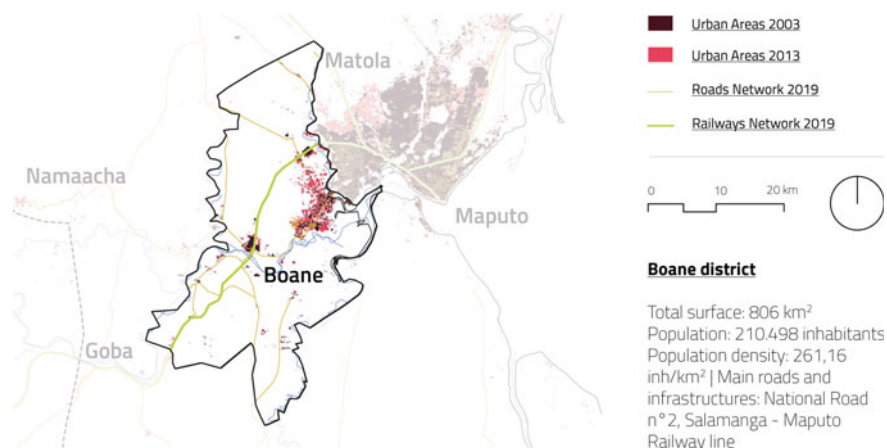 Matola
Namaacha
Maputo
Boane
Goba
Urban Areas 2003
Urban Areas 2013
Roads Network 2019
Railways Network 2019
0 10 20 km
Boane district
Total surface: 806 km²
Population: 210.498 inhabitants
Population density: 261,16
inh/km² | Main roads and
infrastructures: National Road
n°2, Salamanga - Maputo
Railway line